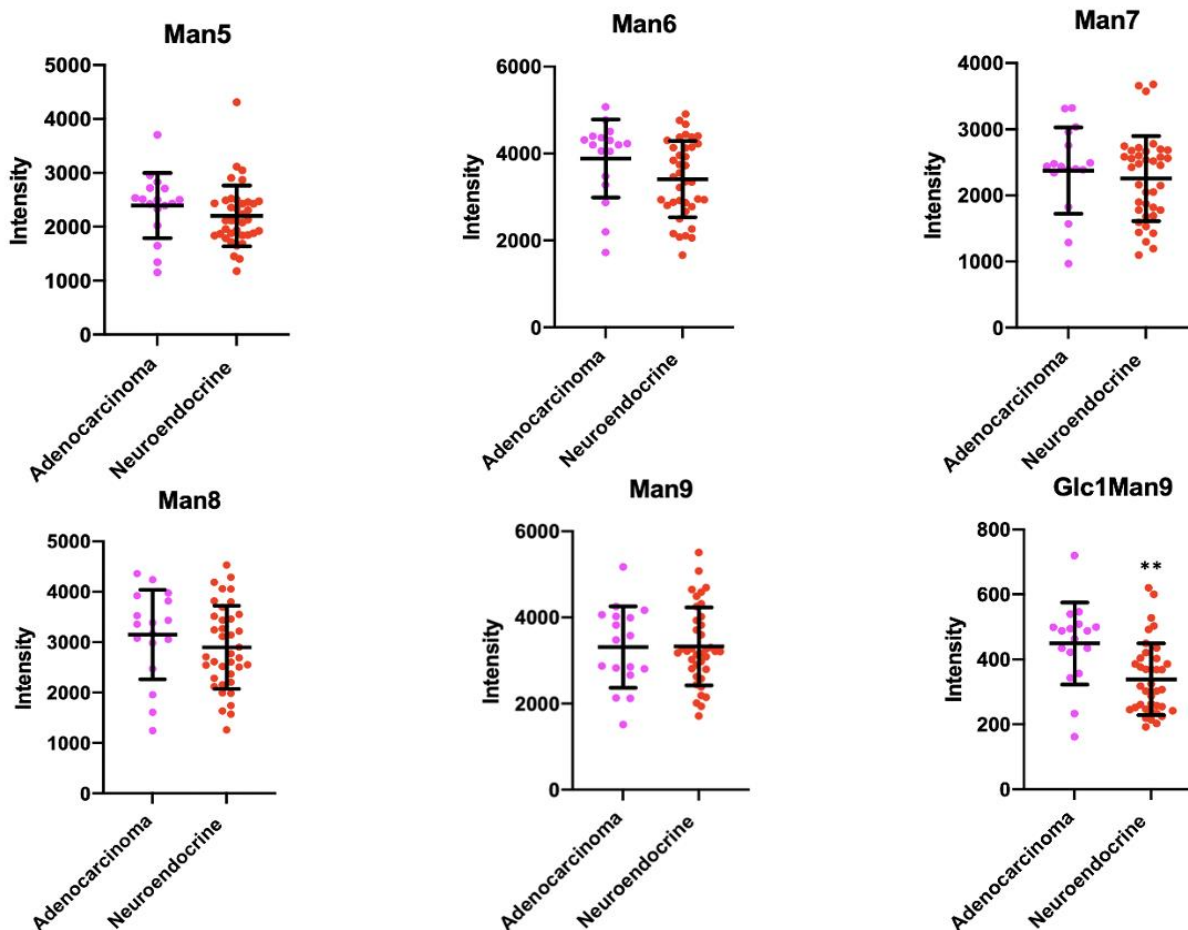 Man5
Intensity
5000
4000
3000
2000
1000
0
Adenocarcinoma
Neuroendocrine
Man6
Intensity
6000
4000
2000
0
Adenocarcinoma
Neuroendocrine
Man7
Intensity
4000
3000
2000
1000
0
Adenocarcinoma
Neuroendocrine
Man8
Intensity
5000
4000
3000
2000
1000
0
Adenocarcinoma
Neuroendocrine
Man9
Intensity
6000
4000
2000
0
Adenocarcinoma
Neuroendocrine
Glc1Man9
Intensity
800
600
400
200
0
**
Adenocarcinoma
Neuroendocrine